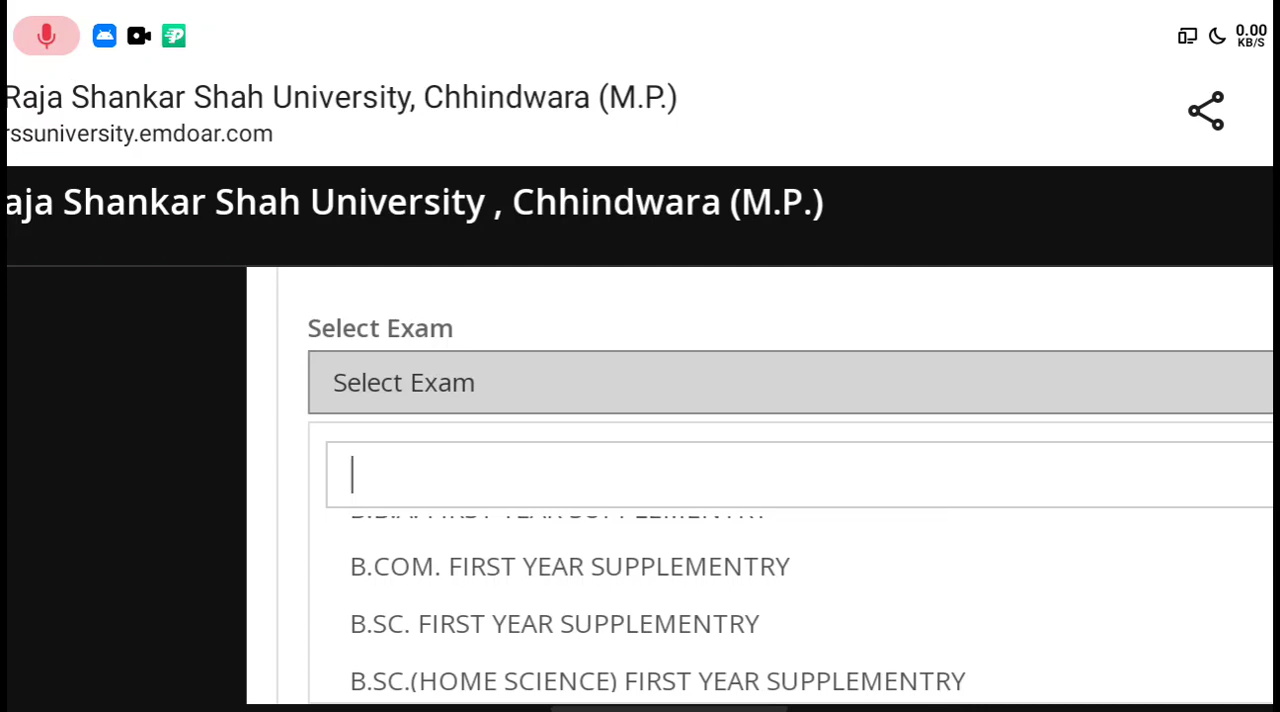 0.00
KB/S
Raja Shankar Shah University, Chhindwara (M.P.)
rssuniversity.emdoar.com
aja Shankar Shah University , Chhindwara (M.P.)
Select Exam
Select Exam
B.COM. FIRST YEAR SUPPLEMENTRY
B.SC. FIRST YEAR SUPPLEMENTRY
B.SC.(HOME SCIENCE) FIRST YEAR SUPPLEMENTRY